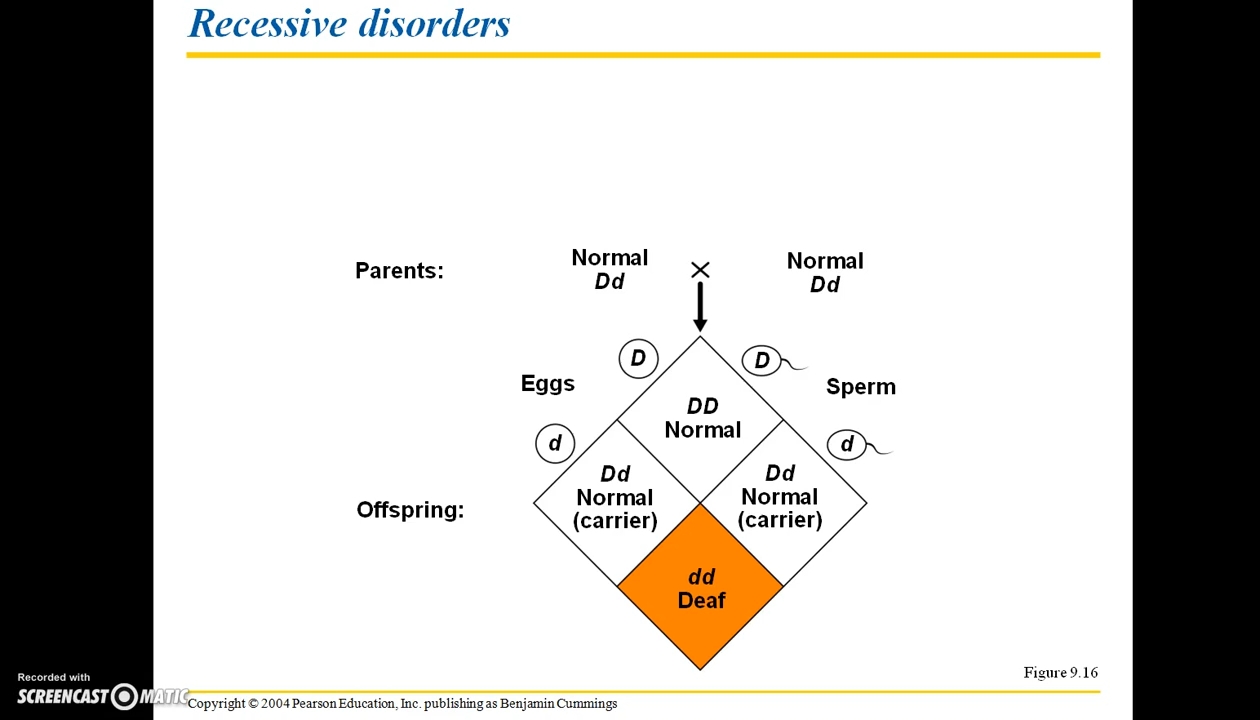 Recessive disorders
Parents:
Normal
Dd
Normal
Dd
D
D
Eggs
Sperm
DD
Normal
d
d
Dd
Normal
(carrier)
Dd
Normal
(carrier)
Offspring:
dd
Deaf
Figure 9.16
Recorded with
SCREENCAST MATIC
Copyright © 2004 Pearson Education, Inc. publishing as Benjamin Cummings